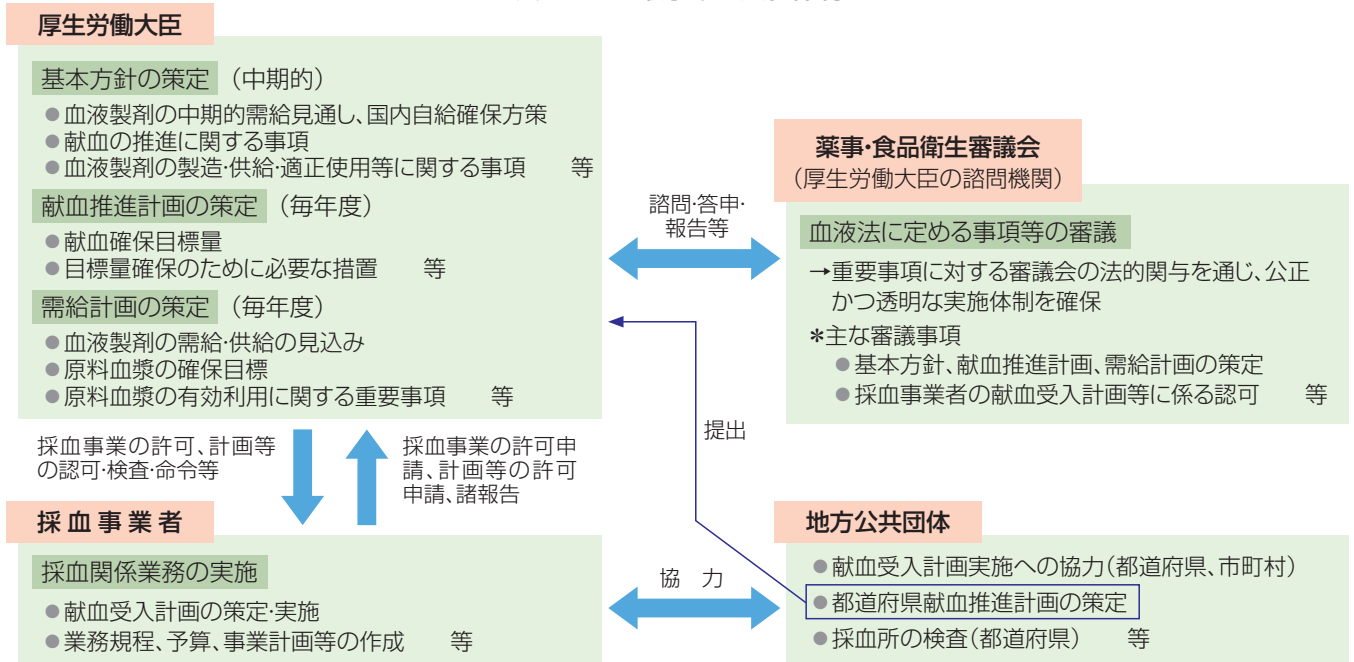 厚生労働大臣
基本方針の策定（中期的）
●血液製剤の中期的需給見通し、国内自給確保方策
●献血の推進に関する事項
●血液製剤の製造・供給・適正使用等に関する事項　等
献血推進計画の策定（毎年度）
●献血確保目標量
●目標量確保のために必要な措置　等
需給計画の策定（毎年度）
●血液製剤の需給・供給の見込み
●原料血漿の確保目標
●原料血漿の有効利用に関する重要事項　等
諮問・答申・
報告等
薬事・食品衛生審議会
（厚生労働大臣の諮問機関）
血液法に定める事項等の審議
→重要事項に対する審議会の法的関与を通じ、公正
かつ透明な実施体制を確保
＊主な審議事項
●基本方針、献血推進計画、需給計画の策定
●採血事業者の献血受入計画等に係る認可　等
提出
採血事業の許可、計画等
の認可・検査・命令等
採血事業の許可申
請、計画等の許可
申請、諸報告
採血事業者
採血関係業務の実施
●献血受入計画の策定・実施
●業務規程、予算、事業計画等の作成　等
協　力
地方公共団体
●献血受入計画実施への協力（都道府県、市町村）
●都道府県献血推進計画の策定
●採血所の検査（都道府県）　等